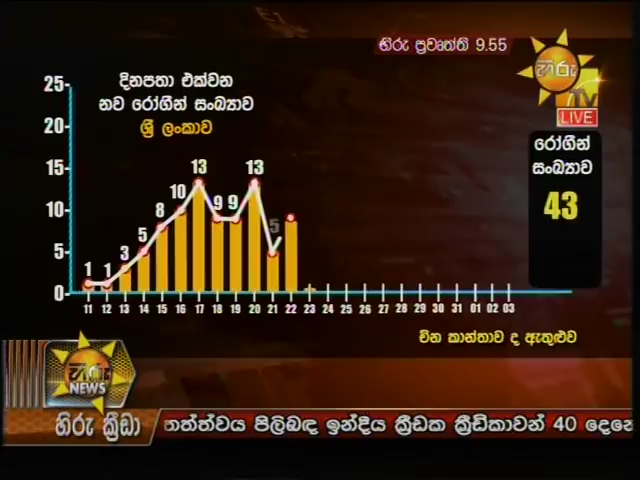 හිරු ප්‍රවෘත්ති 9.55
හිරු
tv
LIVE
දිනපතා එක්වන
නව රෝගීන් සංඛ්‍යාව
ශ්‍රී ලංකාව
රෝගීන්
සංඛ්‍යාව
43
25
20
15
10
5
0
1 1 3 5 8 10 13 9 9 13 5
11 12 13 14 15 16 17 18 19 20 21 22 23 24 25 26 27 28 29 30 31 01 02 03
චීන කාන්තාව ද ඇතුළුව
හිරු
NEWS
හිරු ක්‍රීඩා
තත්ත්වය පිලිබඳ ඉන්දීය ක්‍රීඩක ක්‍රීඩිකාවන් 40 දෙනෙ